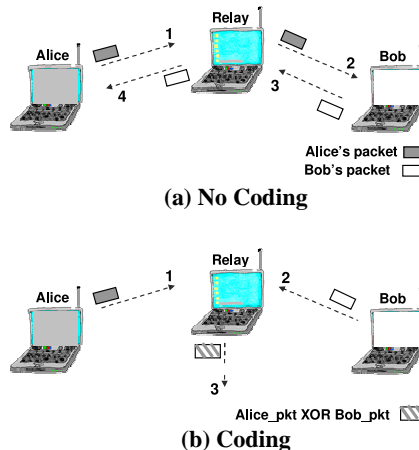 Relay
Alice
1
2
Bob
4
3
Alice's packet
Bob's packet
(a) No Coding
Relay
Alice
1
2
Bob
3
Alice_pkt XOR Bob_pkt
(b) Coding